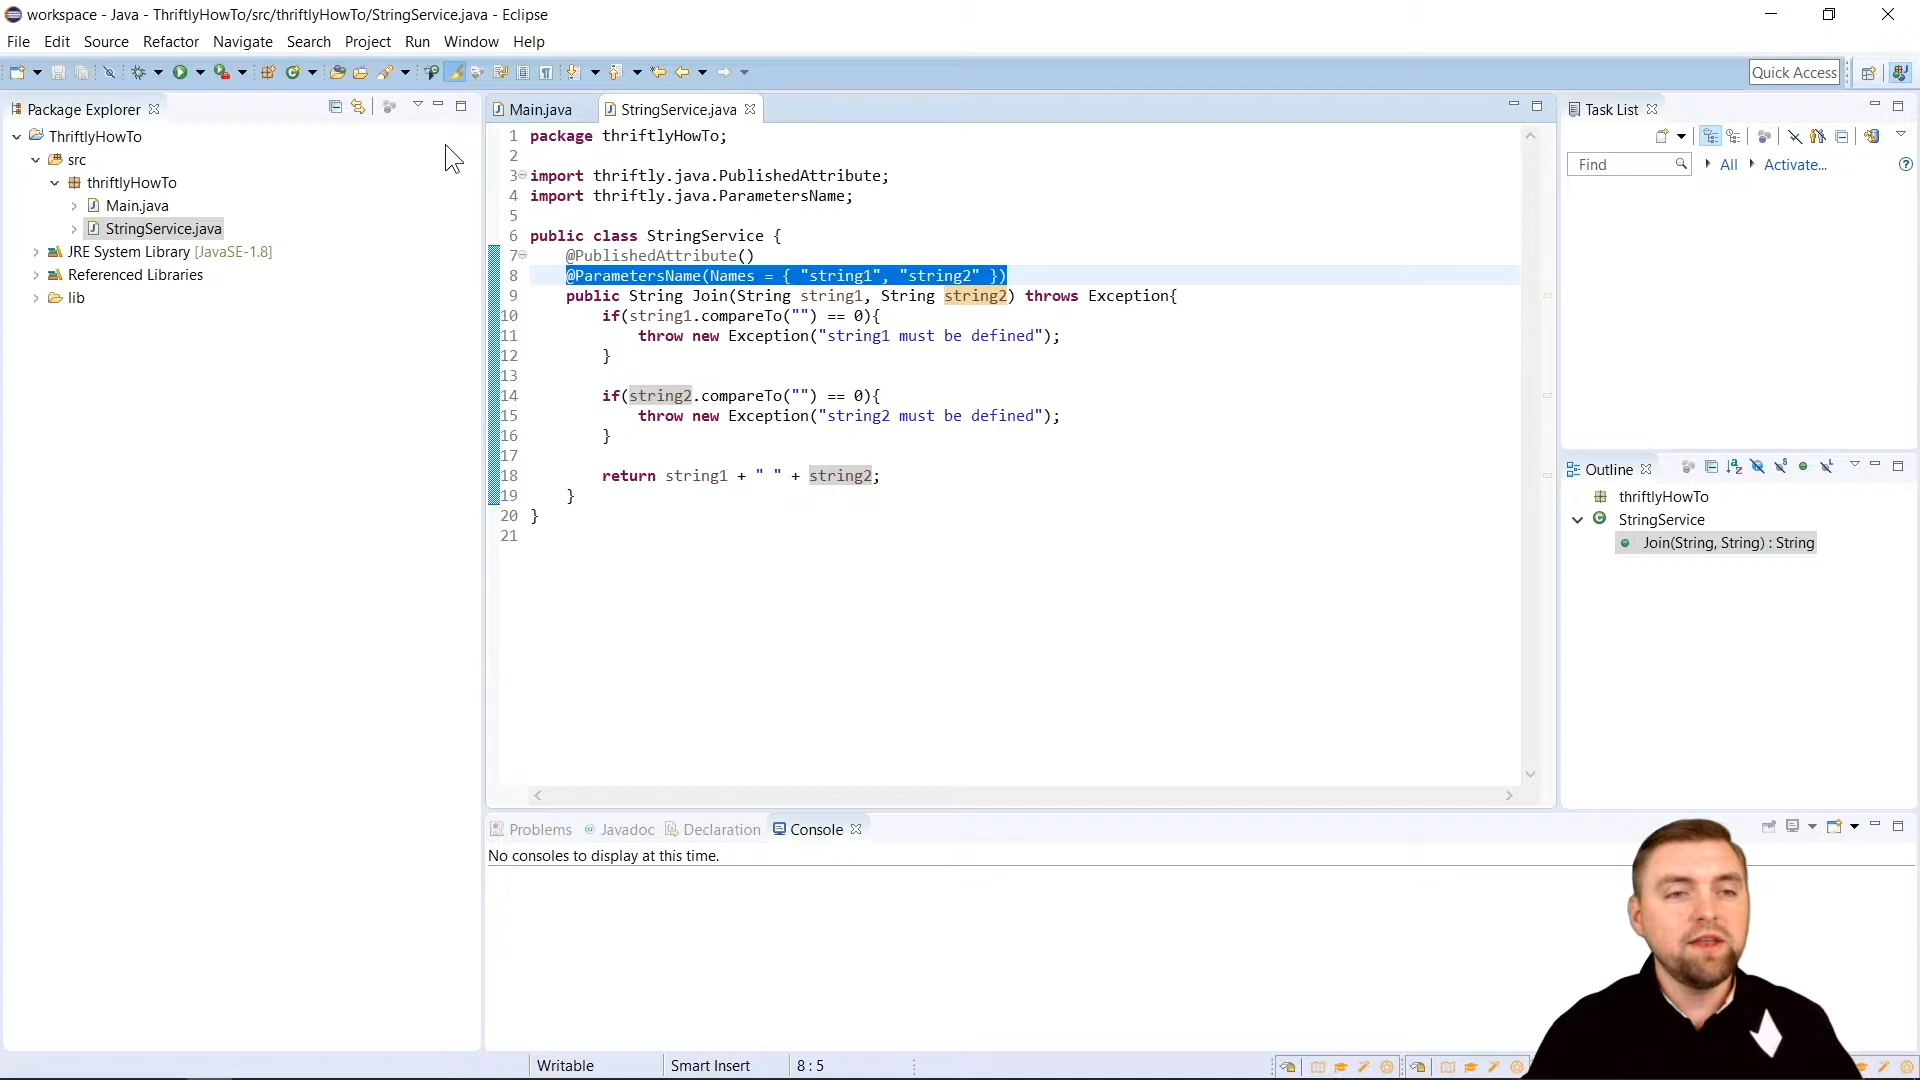 workspace - Java - ThriftlyHowTo/src/thriftlyHowTo/StringService.java - Eclipse
File Edit Source Refactor Navigate Search Project Run Window Help
Quick Access
Package Explorer
ThriftlyHowTo
src
thriftlyHowTo
Main.java
StringService.java
JRE System Library [JavaSE-1.8]
Referenced Libraries
lib
Main.java StringService.java
1 package thriftlyHowTo;
2
3 import thriftly.java.PublishedAttribute;
4 import thriftly.java.ParametersName;
5
6 public class StringService {
7 @PublishedAttribute()
8 @ParametersName(Names = { "string1", "string2" })
9 public String Join(String string1, String string2) throws Exception{
10 if(string1.compareTo("") == 0){
11 throw new Exception("string1 must be defined");
12 }
13
14 if(string2.compareTo("") == 0){
15 throw new Exception("string2 must be defined");
16 }
17
18 return string1 + " " + string2;
19 }
20 }
21
Task List
Find All Activate...
Outline
thriftlyHowTo
StringService
Join(String, String) : String
Problems @ Javadoc Declaration Console
No consoles to display at this time.
Writable Smart Insert 8 : 5